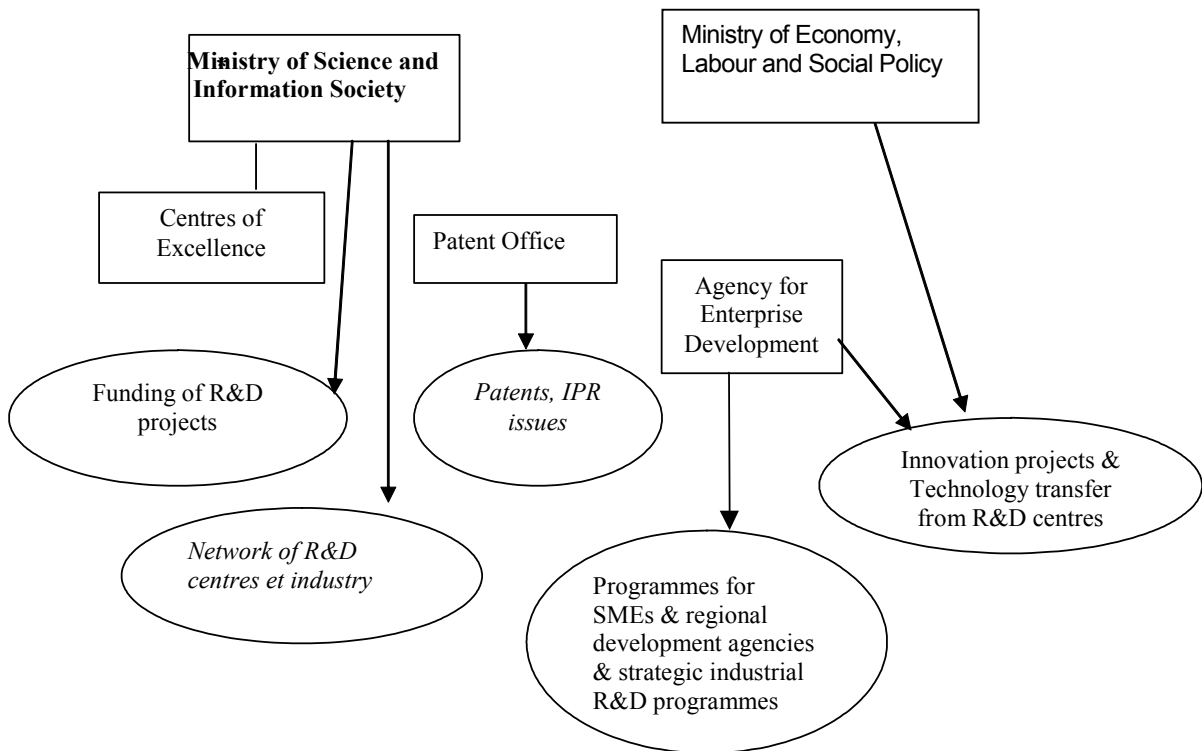 Ministry of Science and
Information Society
Ministry of Economy,
Labour and Social Policy
Centres of
Excellence
Patent Office
Agency for
Enterprise
Development
Funding of R&D
projects
Patents, IPR
issues
Innovation projects &
Technology transfer
from R&D centres
Network of R&D
centres et industry
Programmes for
SMEs & regional
development agencies
& strategic industrial
R&D programmes